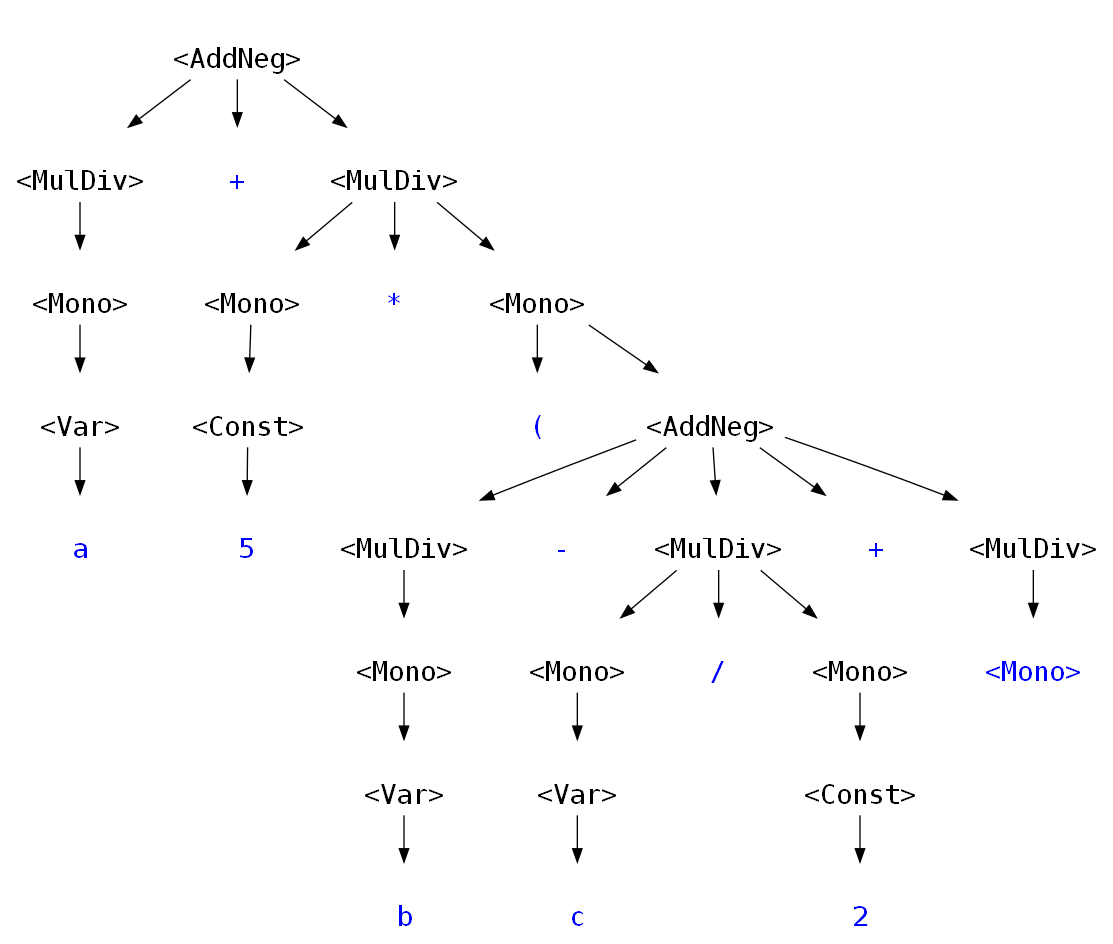 <AddNeg>
<MulDiv> + <MulDiv>
<Mono> <Mono> * <Mono>
<Var> <Const> ( <AddNeg>
a 5 <MulDiv> - <MulDiv> + <MulDiv>
<Mono> <Mono> / <Mono> <Mono>
<Var> <Var> <Const>
b c 2